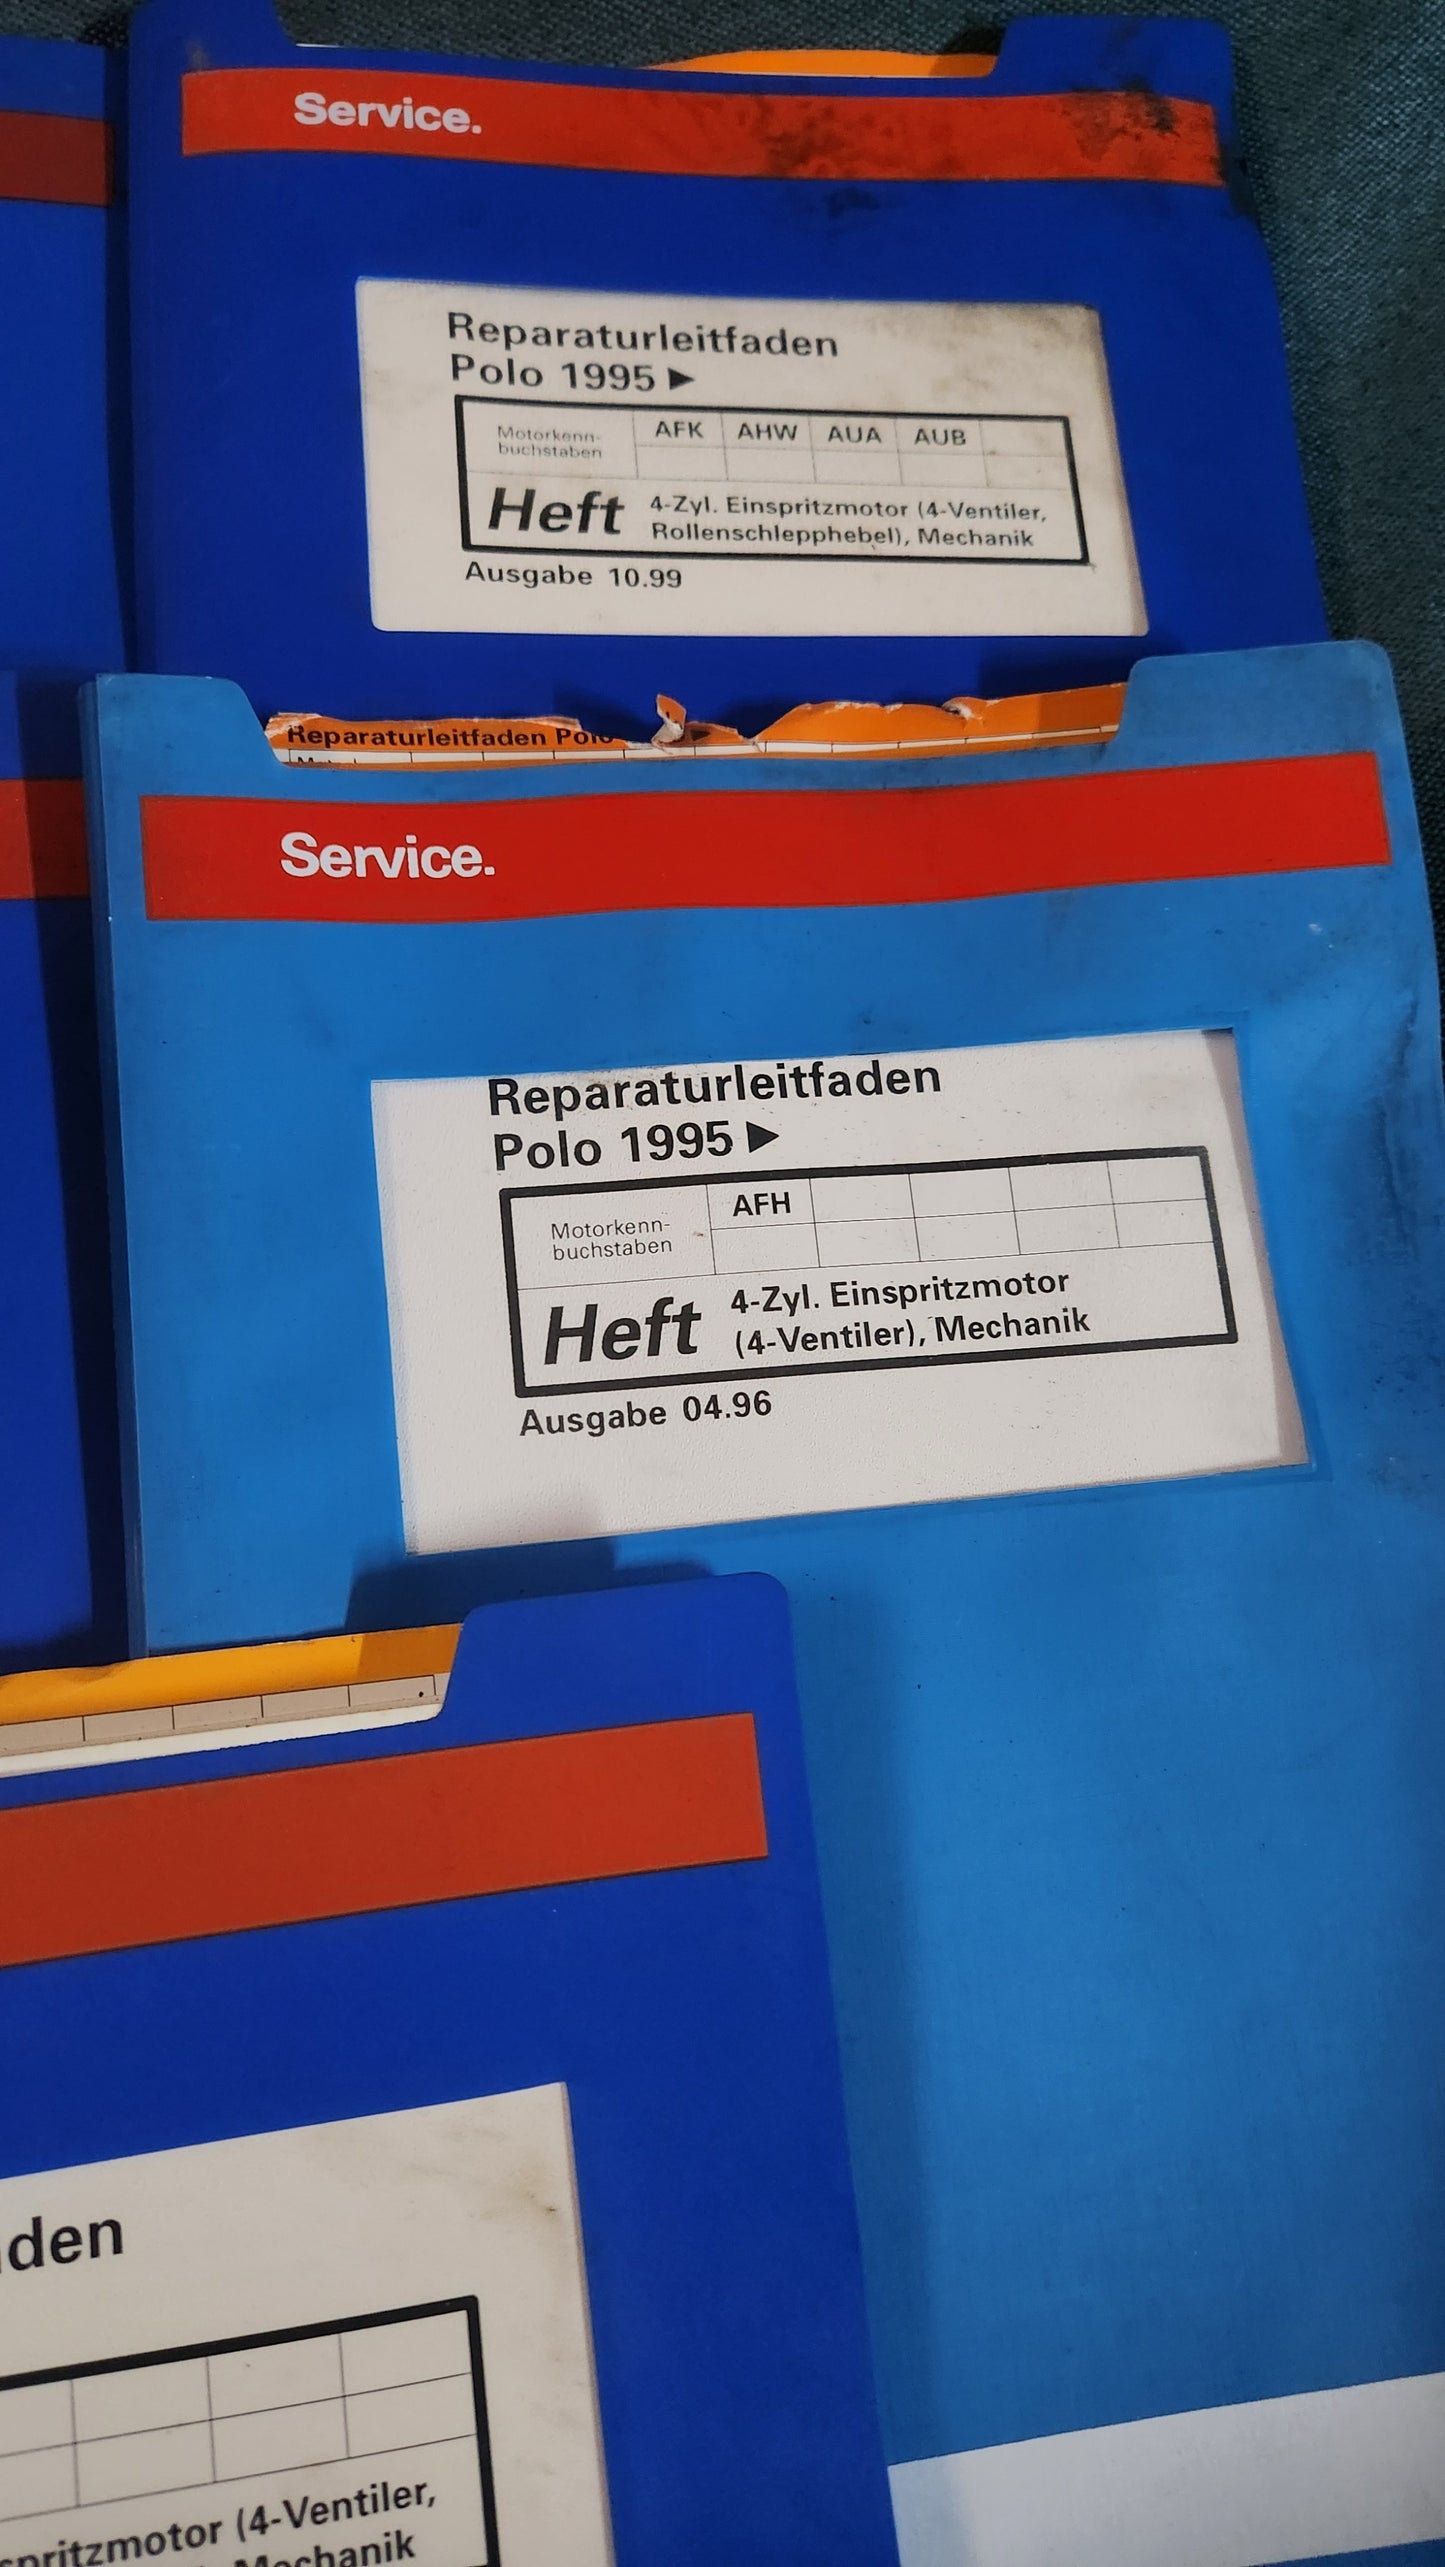 Service.
Reparaturleitfaden
Polo 1995 ►
Motorkenn-
buchstaben
AFK AHW AUA AUB
Heft
4-Zyl. Einspritzmotor (4-Ventiler,
Rollenschlepphebel), Mechanik
Ausgabe 10.99
Reparaturleitfaden Polo
Service.
Reparaturleitfaden
Polo 1995 ►
Motorkenn-
buchstaben
AFH
Heft
4-Zyl. Einspritzmotor
(4-Ventiler), Mechanik
Ausgabe 04.96
den
spritzmotor (4-Ventiler,
Mechanik